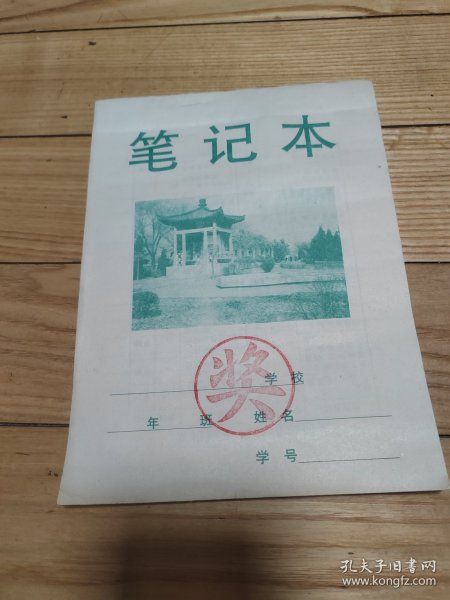 笔记本
奖
学校
年 班 姓名
学号
孔夫子旧书网
www.kongfz.com